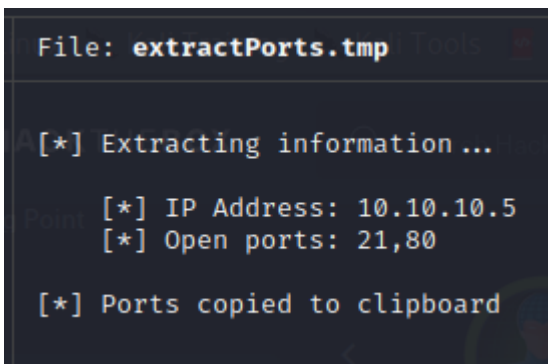 File: extractPorts.tmp
[*] Extracting information...
[*] IP Address: 10.10.10.5
[*] Open ports: 21,80
[*] Ports copied to clipboard